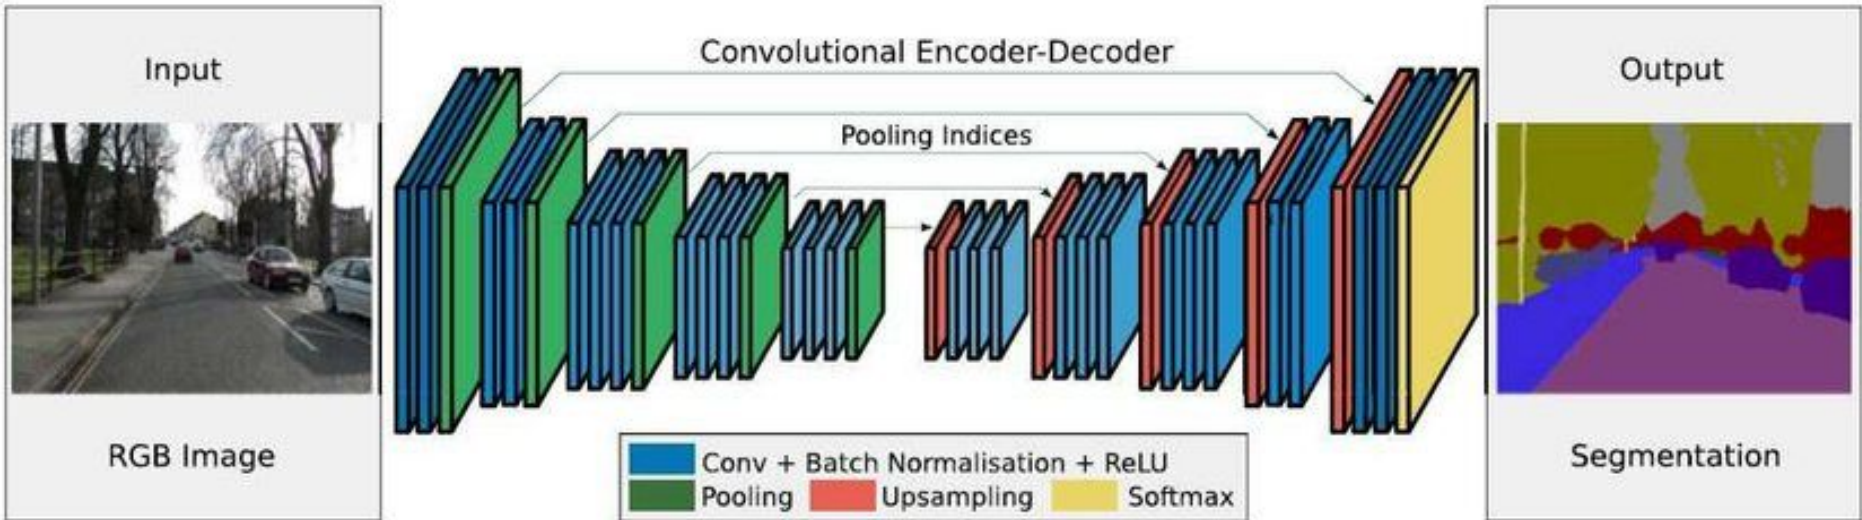 Input
RGB Image
Convolutional Encoder-Decoder
Pooling Indices
Conv + Batch Normalisation + ReLU
Pooling Upsampling Softmax
Output
Segmentation